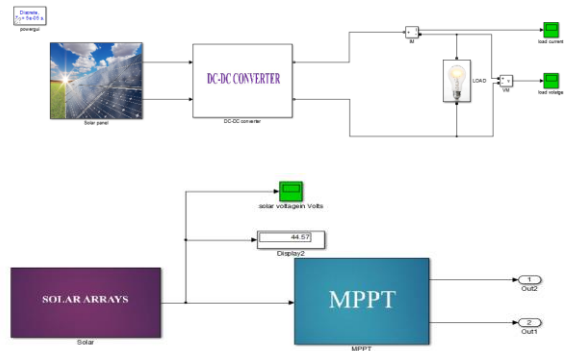 Discrete,
powergui
DC-DC CONVERTER
Solar panel
DC-DC converter
IM
load current
LOAD
VM
load volatge
solar voltagein Volts
44.57
Display2
SOLAR ARRAYS
Solar
MPPT
MPPT
1
Out2
2
Out1